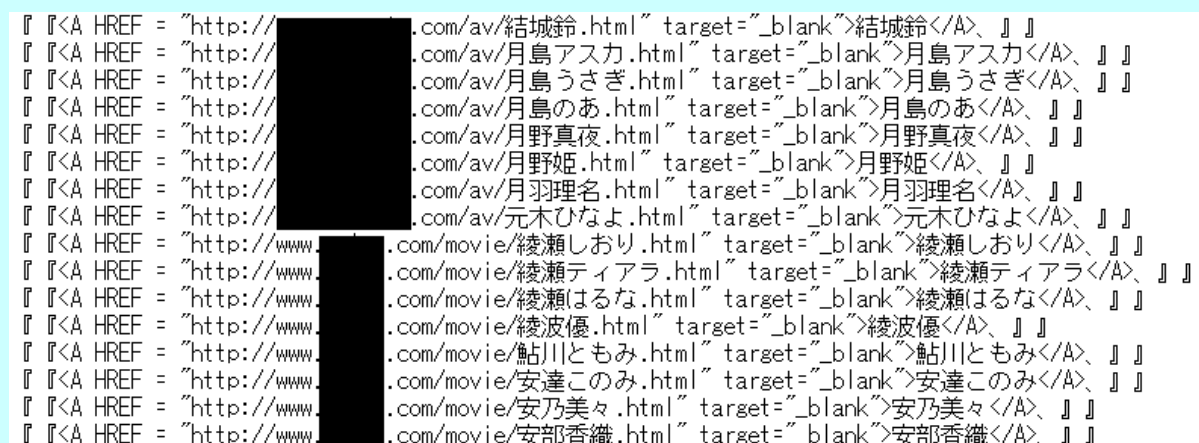 『 『<A HREF = "http:// .com/av/結城鈴.html" target="_blank">結城鈴</A>、 』 』
『 『<A HREF = "http:// .com/av/月島アスカ.html" target="_blank">月島アスカ</A>、 』 』
『 『<A HREF = "http:// .com/av/月島うさぎ.html" target="_blank">月島うさぎ</A>、 』 』
『 『<A HREF = "http:// .com/av/月島のあ.html" target="_blank">月島のあ</A>、 』 』
『 『<A HREF = "http:// .com/av/月野真夜.html" target="_blank">月野真夜</A>、 』 』
『 『<A HREF = "http:// .com/av/月野姫.html" target="_blank">月野姫</A>、 』 』
『 『<A HREF = "http:// .com/av/月羽理名.html" target="_blank">月羽理名</A>、 』 』
『 『<A HREF = "http:// .com/av/元木ひなよ.html" target="_blank">元木ひなよ</A>、 』 』
『 『<A HREF = "http://www. .com/movie/綾瀬しおり.html" target="_blank">綾瀬しおり</A>、 』 』
『 『<A HREF = "http://www. .com/movie/綾瀬ティアラ.html" target="_blank">綾瀬ティアラ</A>、 』 』
『 『<A HREF = "http://www. .com/movie/綾瀬はるな.html" target="_blank">綾瀬はるな</A>、 』 』
『 『<A HREF = "http://www. .com/movie/綾波優.html" target="_blank">綾波優</A>、 』 』
『 『<A HREF = "http://www. .com/movie/鮎川ともみ.html" target="_blank">鮎川ともみ</A>、 』 』
『 『<A HREF = "http://www. .com/movie/安達このみ.html" target="_blank">安達このみ</A>、 』 』
『 『<A HREF = "http://www. .com/movie/安乃美々.html" target="_blank">安乃美々</A>、 』 』
『 『<A HREF = "http://www. .com/movie/安部香織.html" target="_blank">安部香織</A>、 』 』